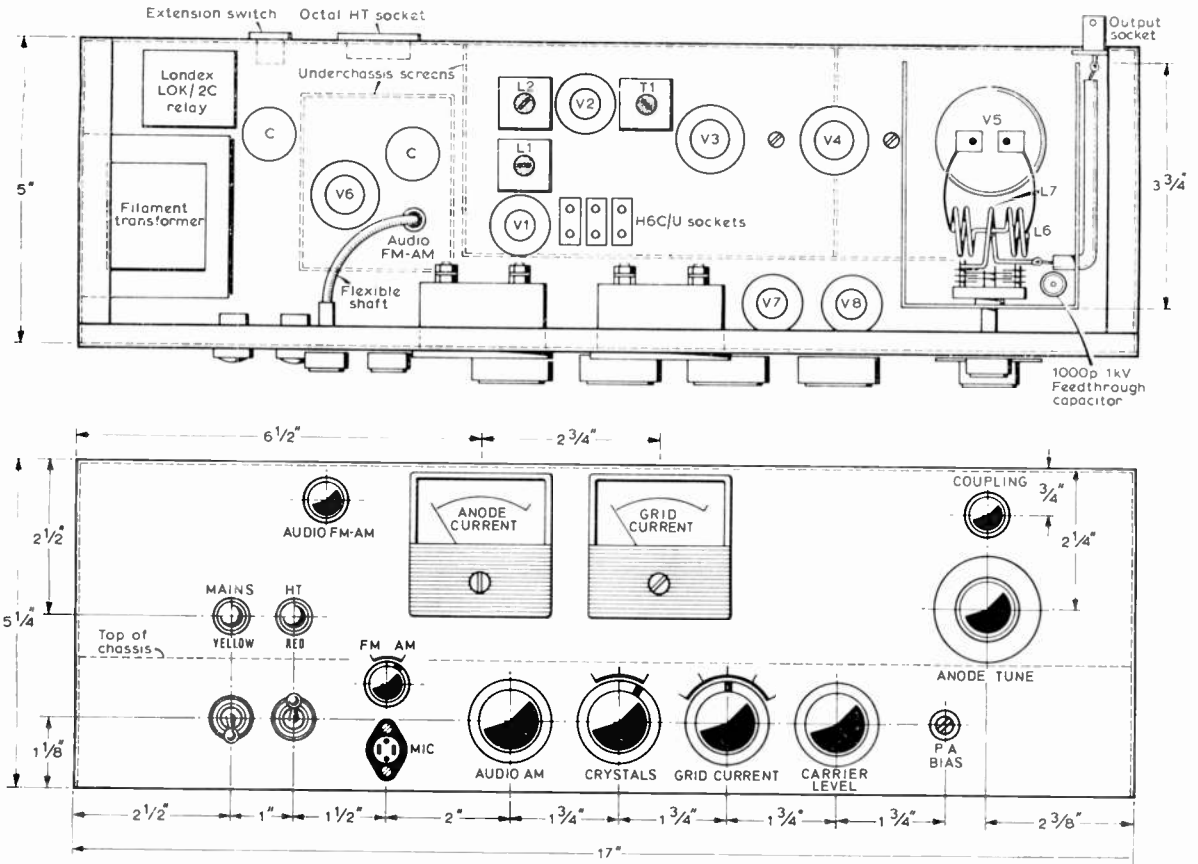 Extension switch
Octal HT socket
Output
socket
Londex
LOK/2C
relay
Underchassis screens
L2
V2
T1
V5
C
C
V3
V4
5"
3 3/4"
L1
L7
Filament
transformer
V6
V1
H6C/U sockets
L6
Audio
FM-AM
Flexible
shaft
V7
V8
1000p 1kV
Feedthrough
capacitor
6 1/2"
2 3/4"
COUPLING
3/4"
ANODE
CURRENT
GRID
CURRENT
AUDIO FM-AM
2 1/2"
2 1/4"
MAINS
HT
5 1/4"
YELLOW
RED
Top of
chassis
FM AM
ANODE TUNE
1 1/8"
MIC
AUDIO AM
CRYSTALS
GRID CURRENT
CARRIER
LEVEL
PA
BIAS
2 1/2"
1"
1 1/2"
2"
1 3/4"
1 3/4"
1 3/4"
1 3/4"
2 3/8"
17"